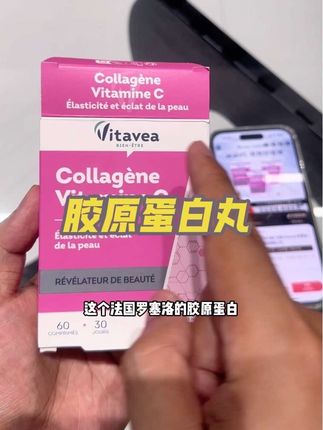 Collagène
Vitamine C
Élasticité et éclat de la peau
Vitavea
BIEN-ÊTRE
Collagène
胶原蛋白丸
Élasticité et éclat
de la peau
RÉVÉLATEUR DE BEAUTÉ
这个法国罗塞洛的胶原蛋白
60
COMPRIMÉS
30
JOURS